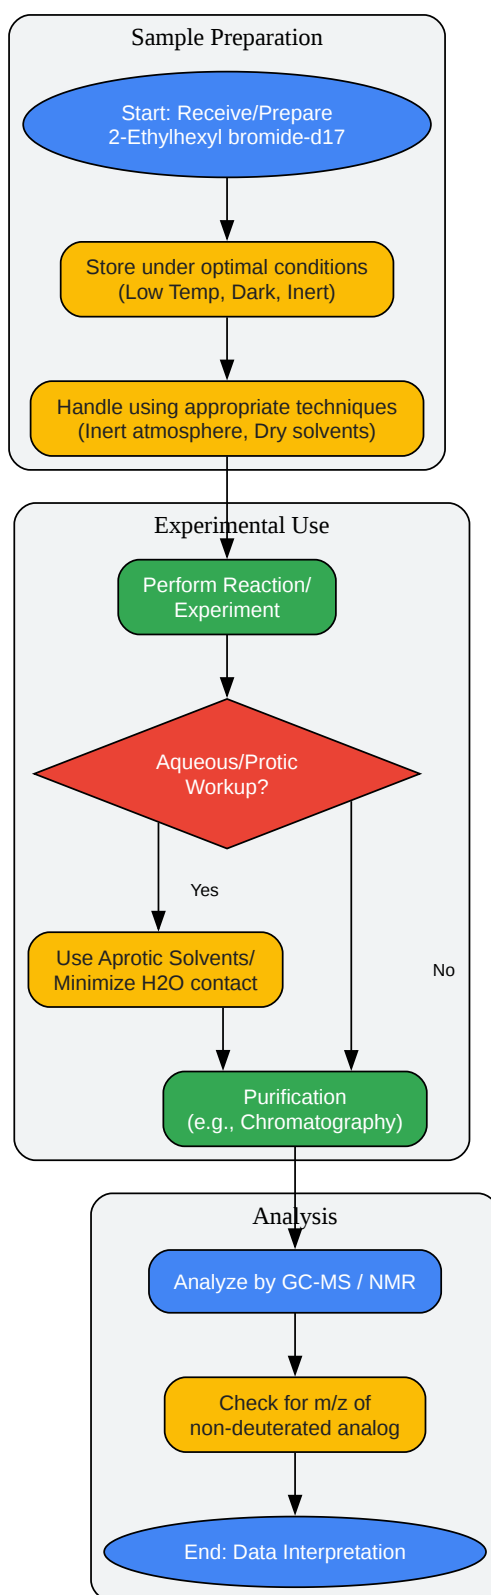 Sample Preparation
Start: Receive/Prepare
2-Ethylhexyl bromide-d17
Store under optimal conditions
(Low Temp, Dark, Inert)
Handle using appropriate techniques
(Inert atmosphere, Dry solvents)
Experimental Use
Perform Reaction/
Experiment
Aqueous/Protic
Workup?
Yes
Use Aprotic Solvents/
Minimize H2O contact
No
Purification
(e.g., Chromatography)
Analysis
Analyze by GC-MS / NMR
Check for m/z of
non-deuterated analog
End: Data Interpretation